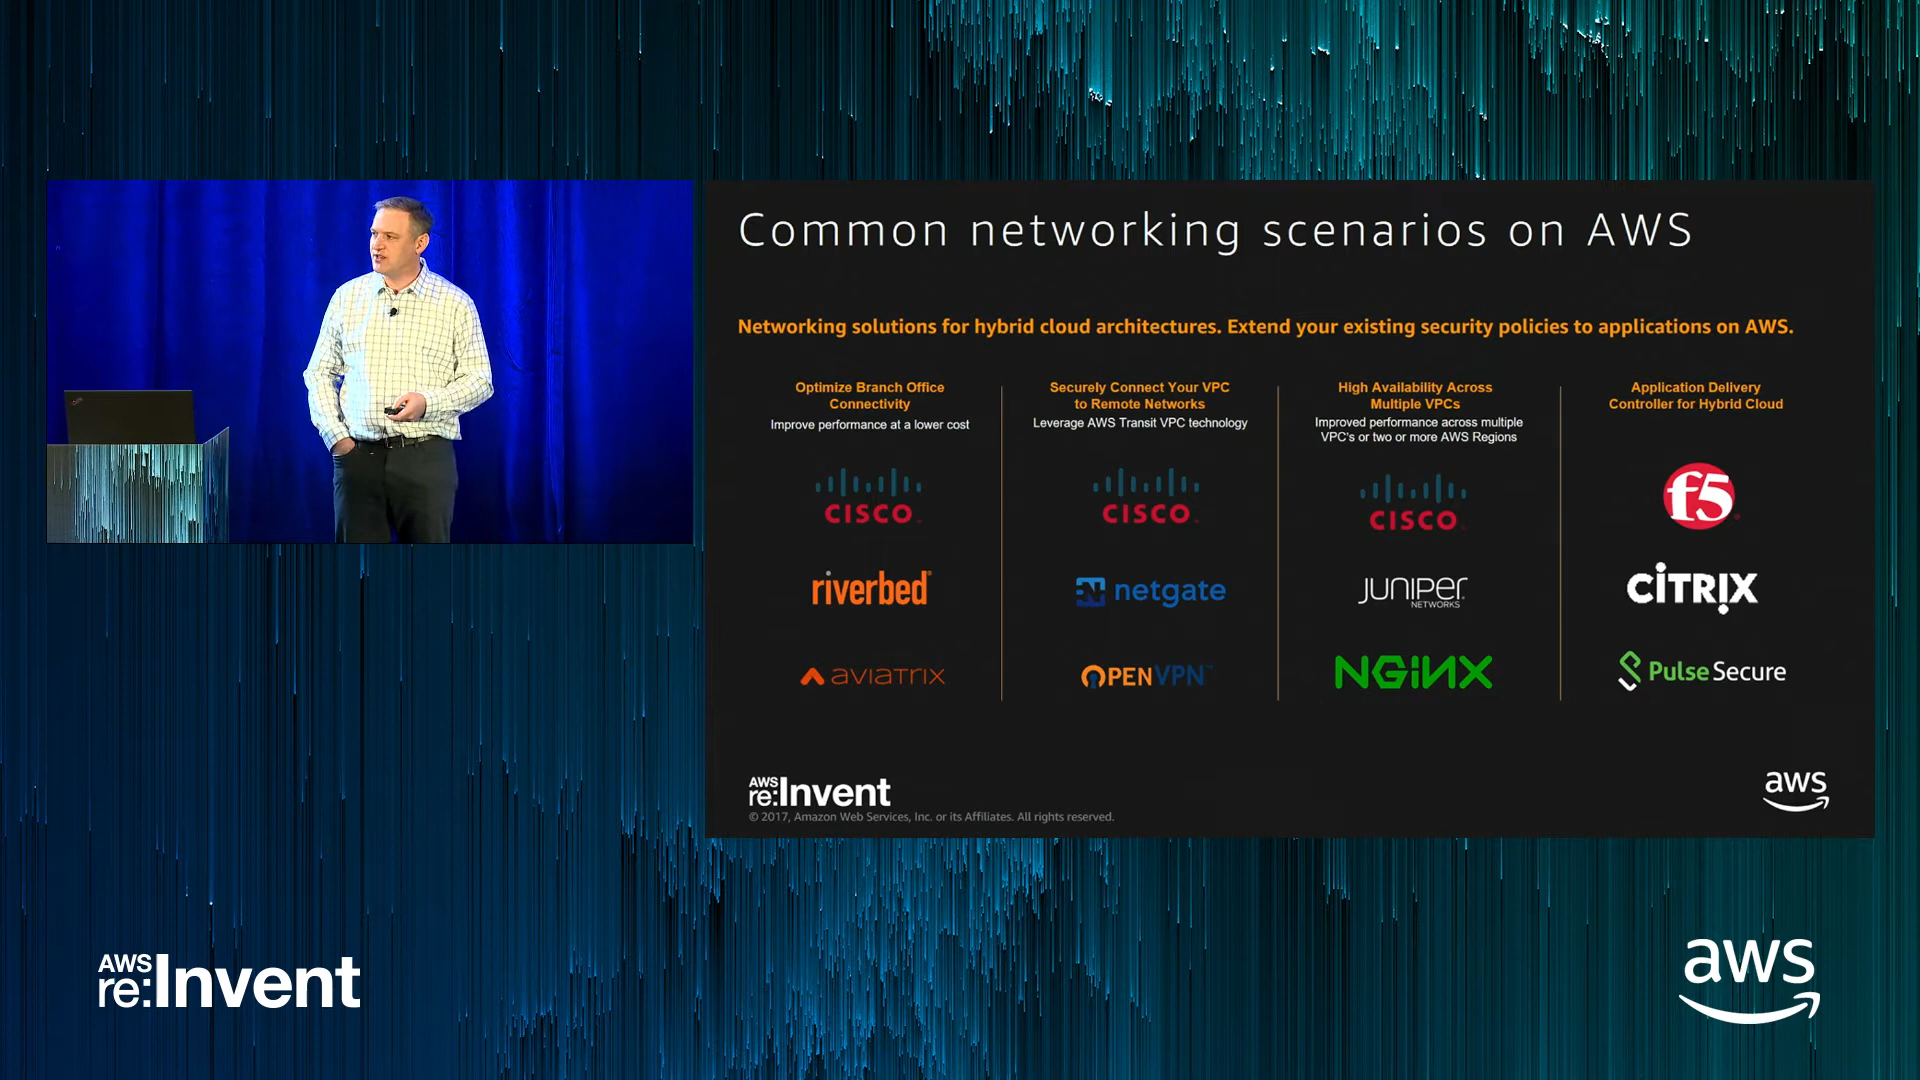 Common networking scenarios on AWS
Networking solutions for hybrid cloud architectures. Extend your existing security policies to applications on AWS.
Optimize Branch Office
Connectivity
Improve performance at a lower cost
CISCO
riverbed
aviatrix
Securely Connect Your VPC
to Remote Networks
Leverage AWS Transit VPC technology
CISCO
netgate
OPENVPN™
High Availability Across
Multiple VPCs
Improved performance across multiple
VPC's or two or more AWS Regions
CISCO
JUNIPER
NETWORKS
NGINX
Application Delivery
Controller for Hybrid Cloud
f5
CITRIX
Pulse Secure
AWS
re:Invent
© 2017, Amazon Web Services, Inc. or its Affiliates. All rights reserved.
aws
AWS
re:Invent
aws